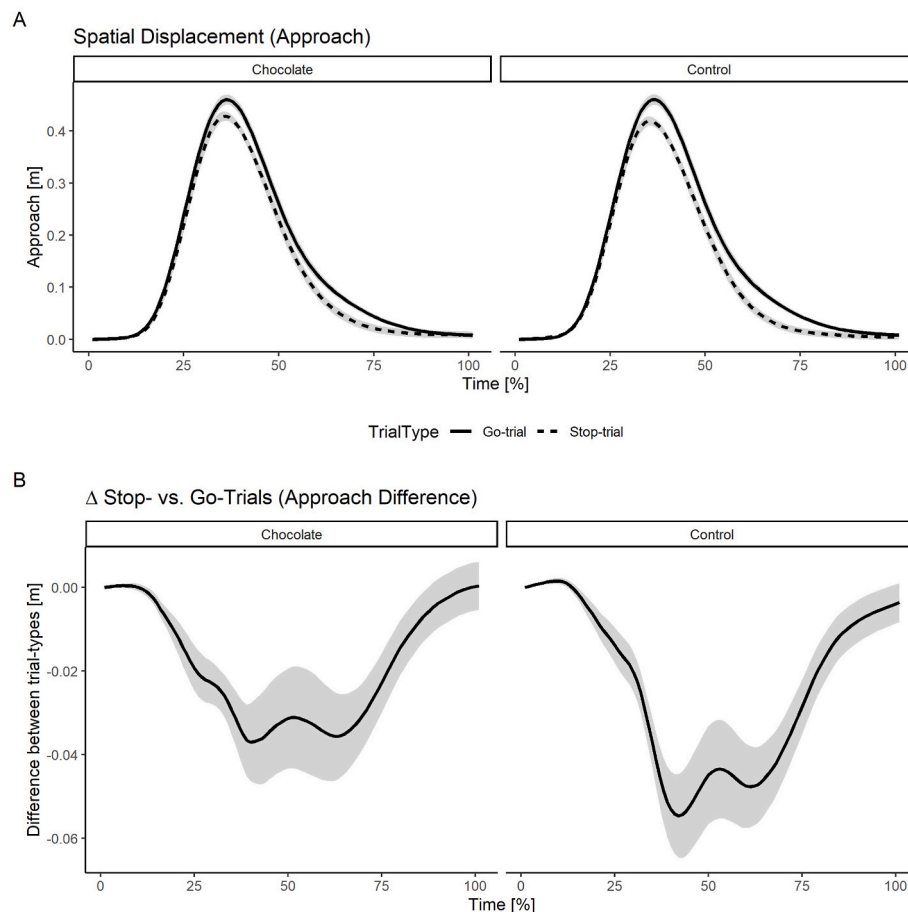 A
Spatial Displacement (Approach)
Chocolate
Control
Approach [m]
0.4
0.3
0.2
0.1
0.0
0 25 50 75 100
0 25 50 75 100
Time [%]
TrialType Go-trial Stop-trial
B
Δ Stop- vs. Go-Trials (Approach Difference)
Chocolate
Control
Difference between trial-types [m]
0.00
-0.02
-0.04
-0.06
0 25 50 75 100
0 25 50 75 100
Time [%]